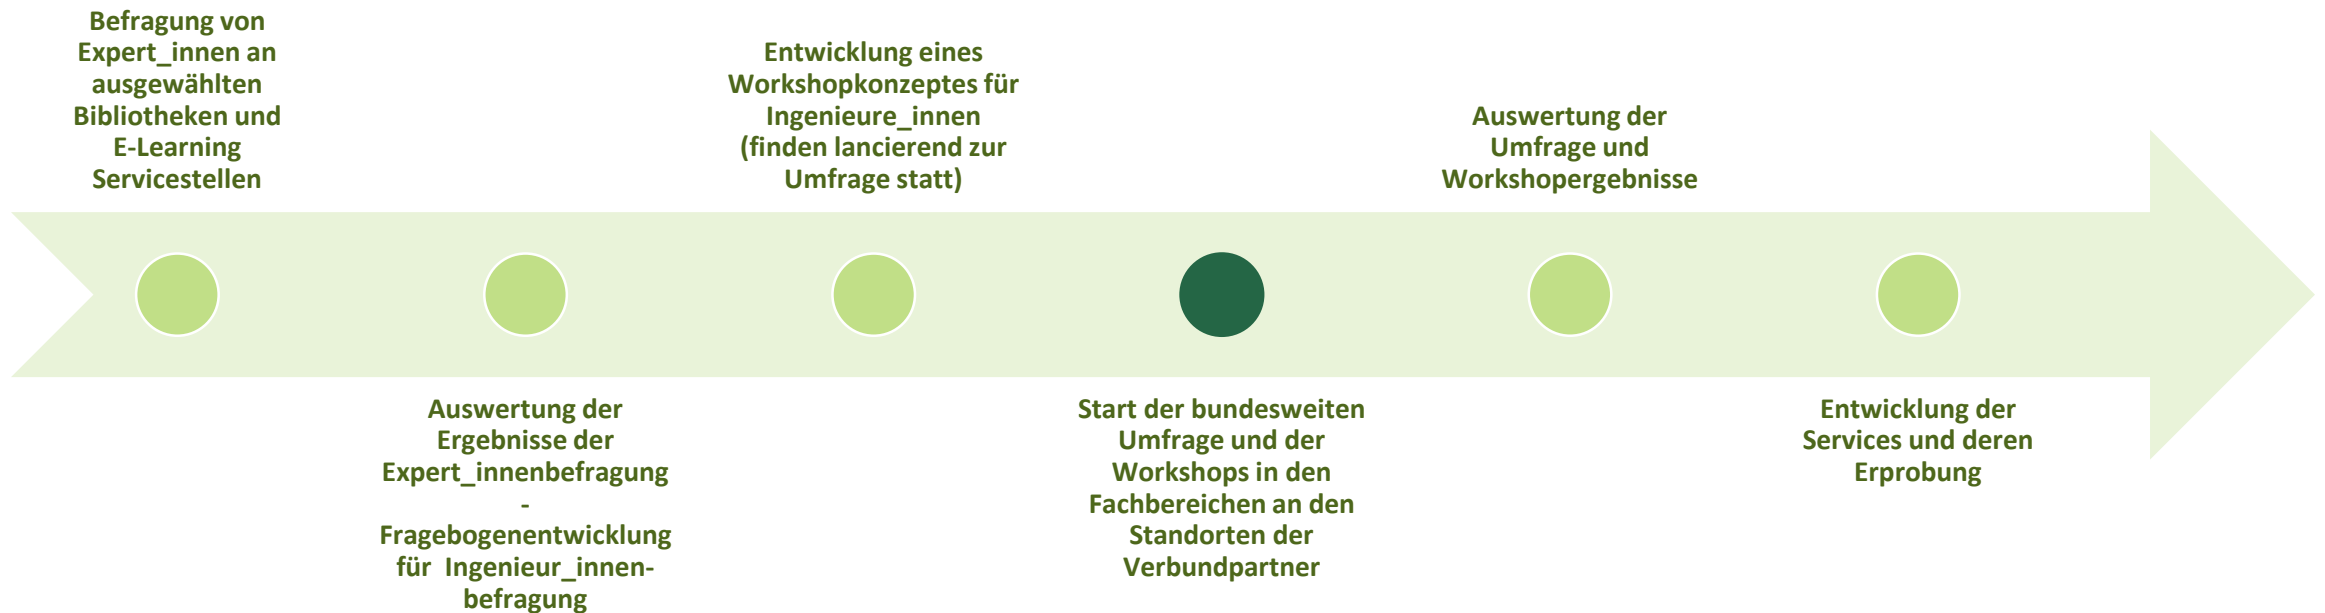 Befragung von
Expert_innen an
ausgewählten
Bibliotheken und
E-Learning
Servicestellen
Auswertung der
Ergebnisse der
Expert_innenbefragung
-
Fragebogenentwicklung
für Ingenieur_innen-
befragung
Entwicklung eines
Workshopkonzeptes für
Ingenieure_innen
(finden lancierend zur
Umfrage statt)
Start der bundesweiten
Umfrage und der
Workshops in den
Fachbereichen an den
Standorten der
Verbundpartner
Auswertung der
Umfrage und
Workshopergebnisse
Entwicklung der
Services und deren
Erprobung